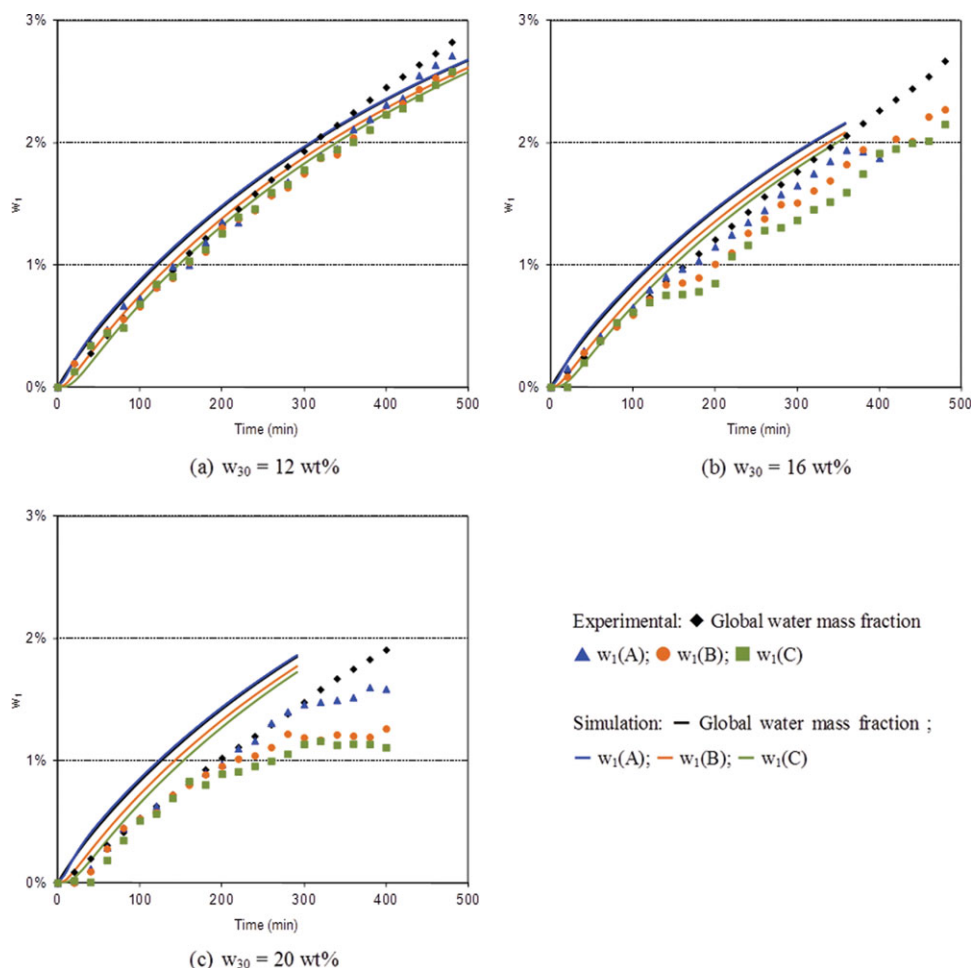 3%
2%
1%
0%
w₁
0 100 200 300 400 500
Time (min)
(a) w₃₀ = 12 wt%
3%
2%
1%
0%
w₁
0 100 200 300 400 500
Time (min)
(b) w₃₀ = 16 wt%
3%
2%
1%
0%
w₁
0 100 200 300 400 500
Time (min)
(c) w₃₀ = 20 wt%
Experimental: ◆ Global water mass fraction
▲ w₁(A); ● w₁(B); ■ w₁(C)
Simulation: — Global water mass fraction ;
— w₁(A); — w₁(B); — w₁(C)